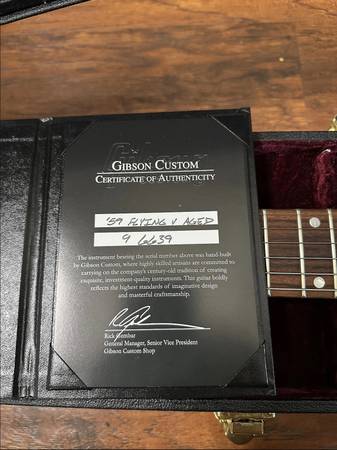 Gibson
GIBSON CUSTOM
CERTIFICATE OF AUTHENTICITY
'59 FLYING V AGED
9 6639
The instrument bearing the serial number above was hand-built
by Gibson Custom, where highly skilled artisans are committed to
carrying on the company's century-old tradition of creating
exquisite, investment-quality instruments. This guitar boldly
reflects the highest standards of imaginative design
and masterful craftsmanship.
Rick Gembar
General Manager, Senior Vice President
Gibson Custom Shop